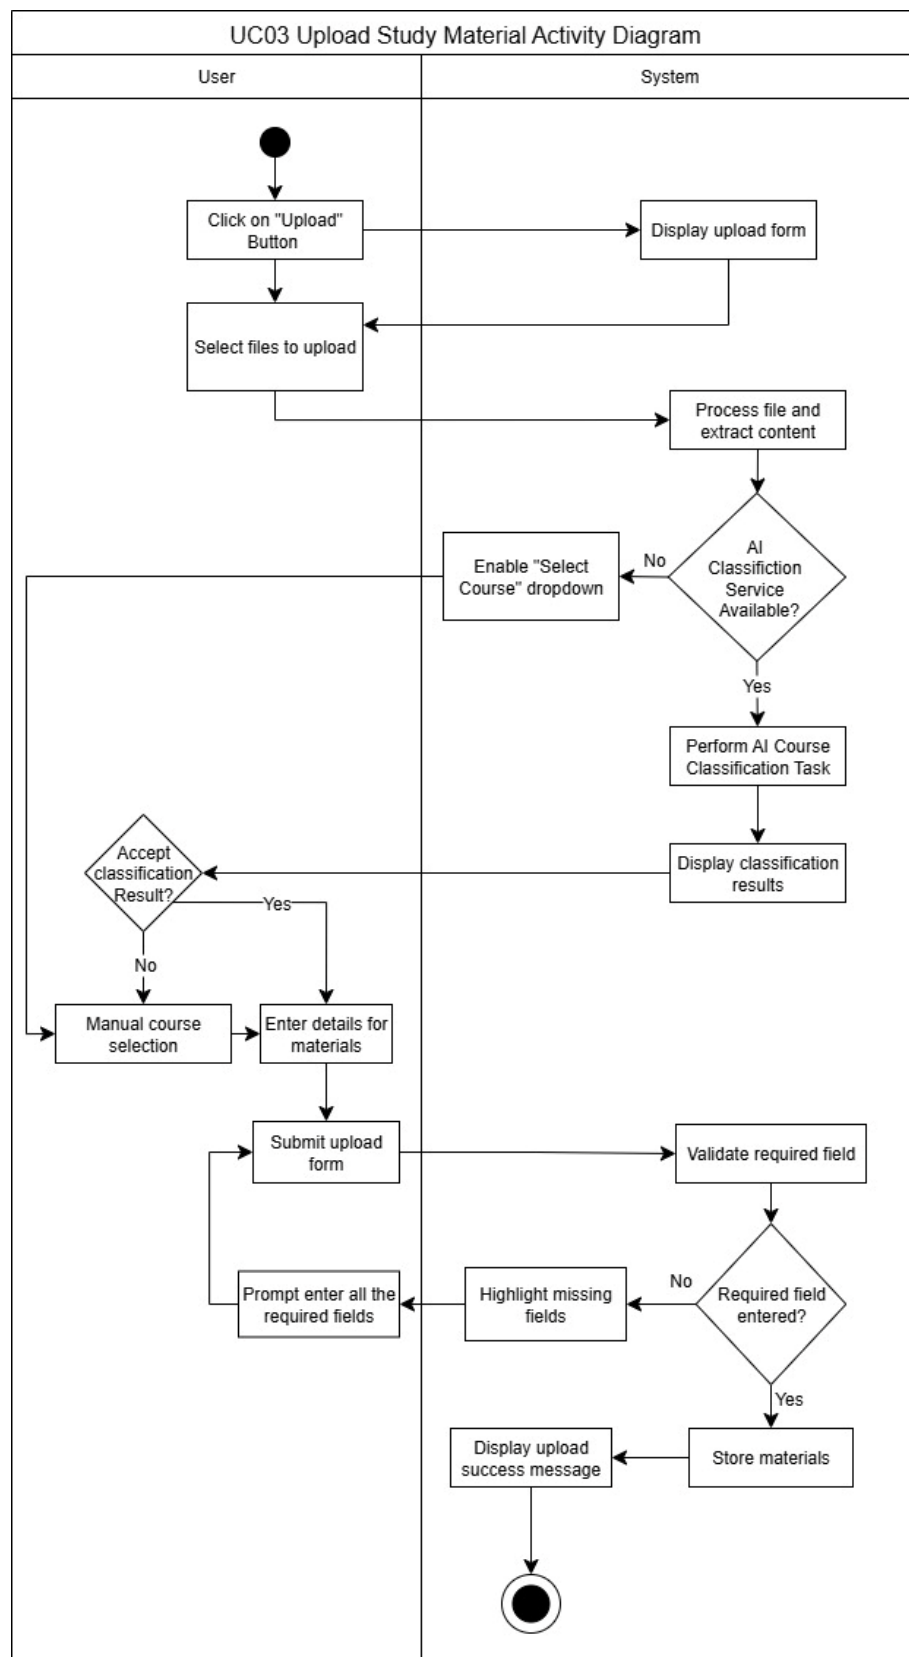 UC03 Upload Study Material Activity Diagram
User
System
Click on "Upload"
Button
Display upload form
Select files to upload
Process file and
extract content
AI
Classifiction
Service
Available?
No
Enable "Select
Course" dropdown
Yes
Perform AI Course
Classification Task
Display classification
results
Accept
classification
Result?
Yes
No
Manual course
selection
Enter details for
materials
Submit upload
form
Validate required field
Required field
entered?
No
Highlight missing
fields
Prompt enter all the
required fields
Yes
Store materials
Display upload
success message